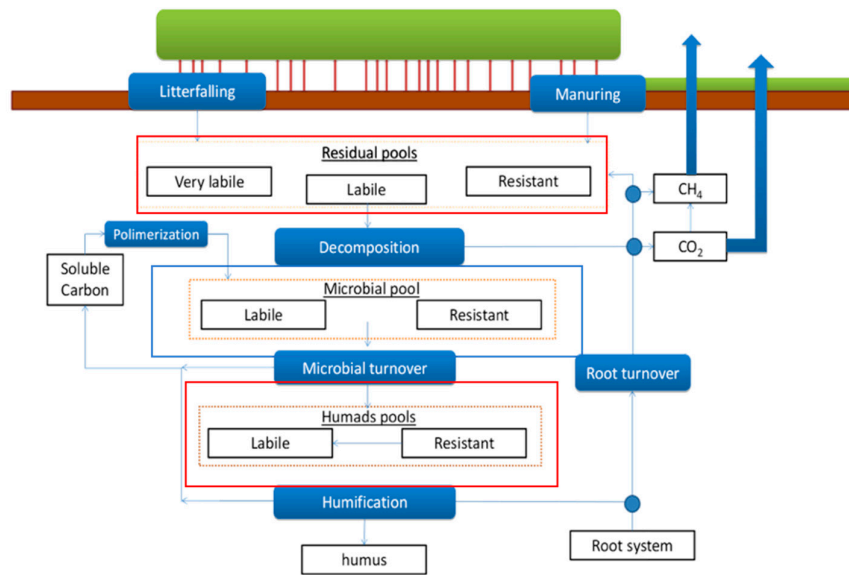 Litterfalling
Manuring
Residual pools
Very labile
Labile
Resistant
CH₄
Polimerization
Decomposition
CO₂
Soluble
Carbon
Microbial pool
Labile
Resistant
Microbial turnover
Root turnover
Humads pools
Labile
Resistant
Humification
humus
Root system